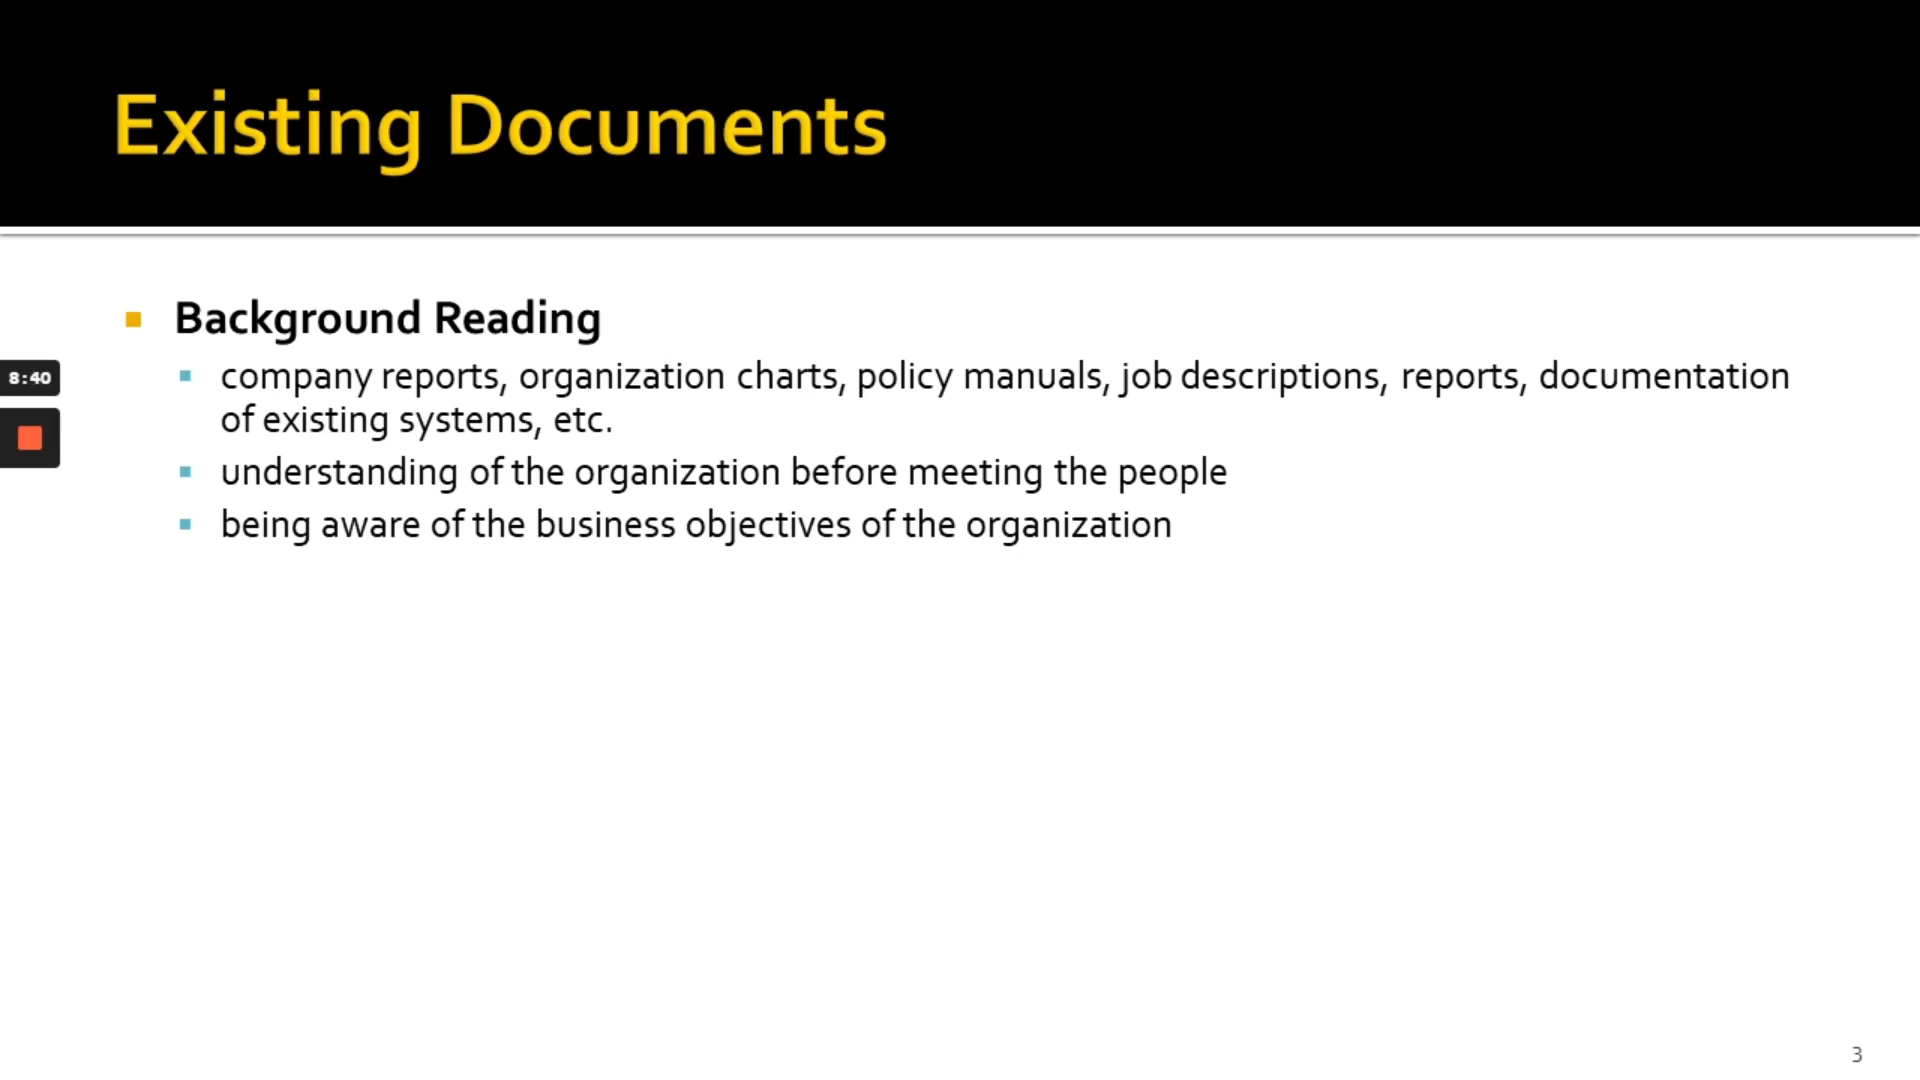 Existing Documents
Background Reading
company reports, organization charts, policy manuals, job descriptions, reports, documentation
of existing systems, etc.
understanding of the organization before meeting the people
being aware of the business objectives of the organization
8:40
3